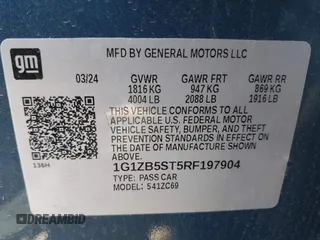 gm
MFD BY GENERAL MOTORS LLC
03/24 GVWR GAWR FRT GAWR RR
1816 KG 947 KG 869 KG
4004 LB 2088 LB 1916 LB
THIS VEHICLE CONFORMS TO ALL
APPLICABLE U.S. FEDERAL MOTOR
VEHICLE SAFETY, BUMPER, AND THEFT
PREVENTION STANDARDS IN EFFECT ON
THE DATE OF MANUFACTURE SHOWN ABOVE.
136H
1G1ZB5ST5RF197904
TYPE: PASS CAR
MODEL: 541ZC69
DREAMBID